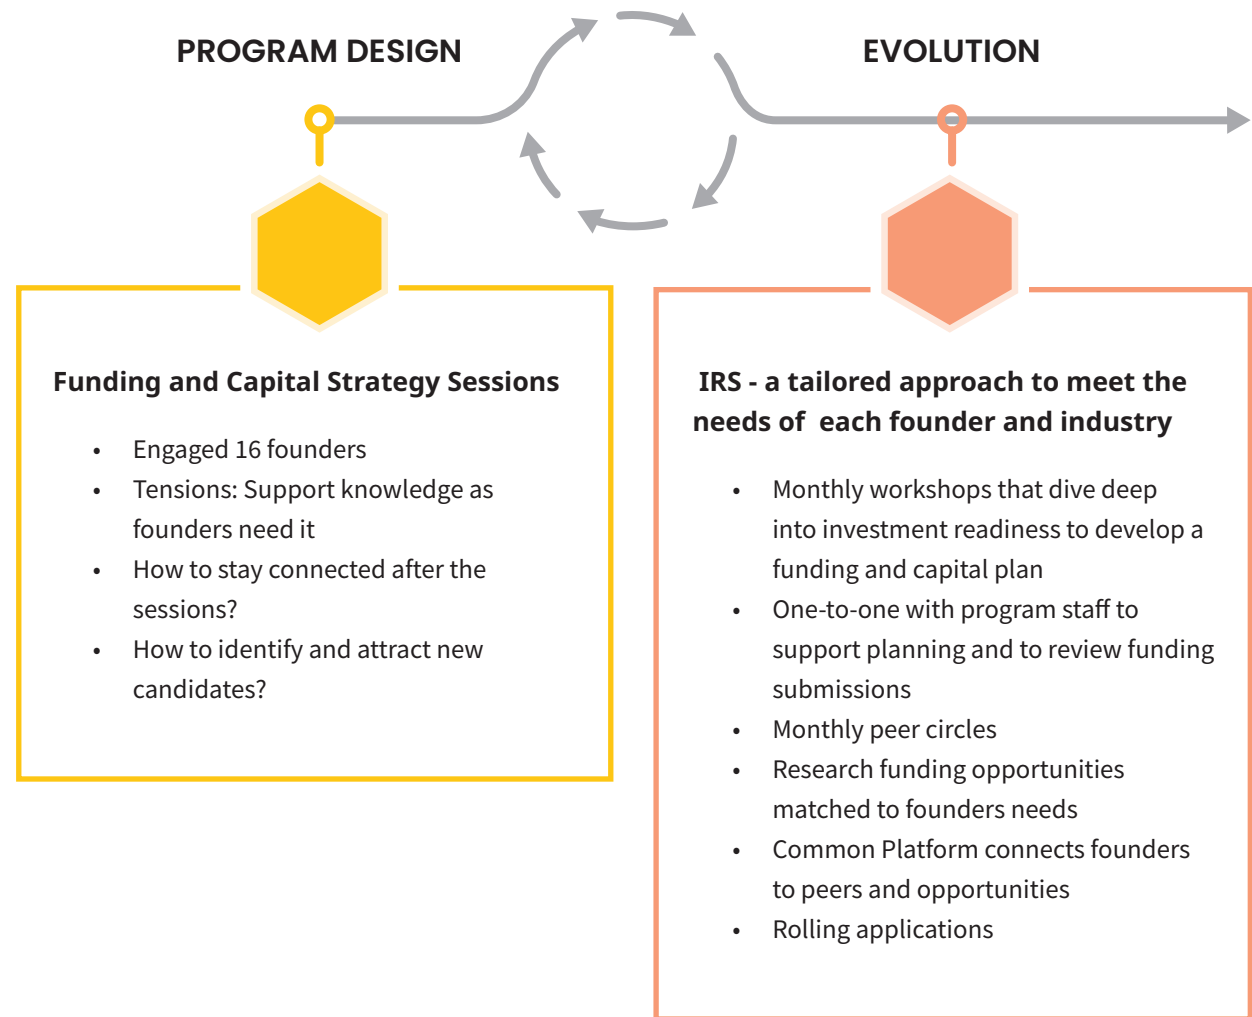 PROGRAM DESIGN
EVOLUTION
Funding and Capital Strategy Sessions
• Engaged 16 founders
• Tensions: Support knowledge as
founders need it
• How to stay connected after the
sessions?
• How to identify and attract new
candidates?
IRS - a tailored approach to meet the
needs of  each founder and industry
• Monthly workshops that dive deep
into investment readiness to develop a
funding and capital plan
• One-to-one with program staff to
support planning and to review funding
submissions
• Monthly peer circles
• Research funding opportunities
matched to founders needs
• Common Platform connects founders
to peers and opportunities
• Rolling applications